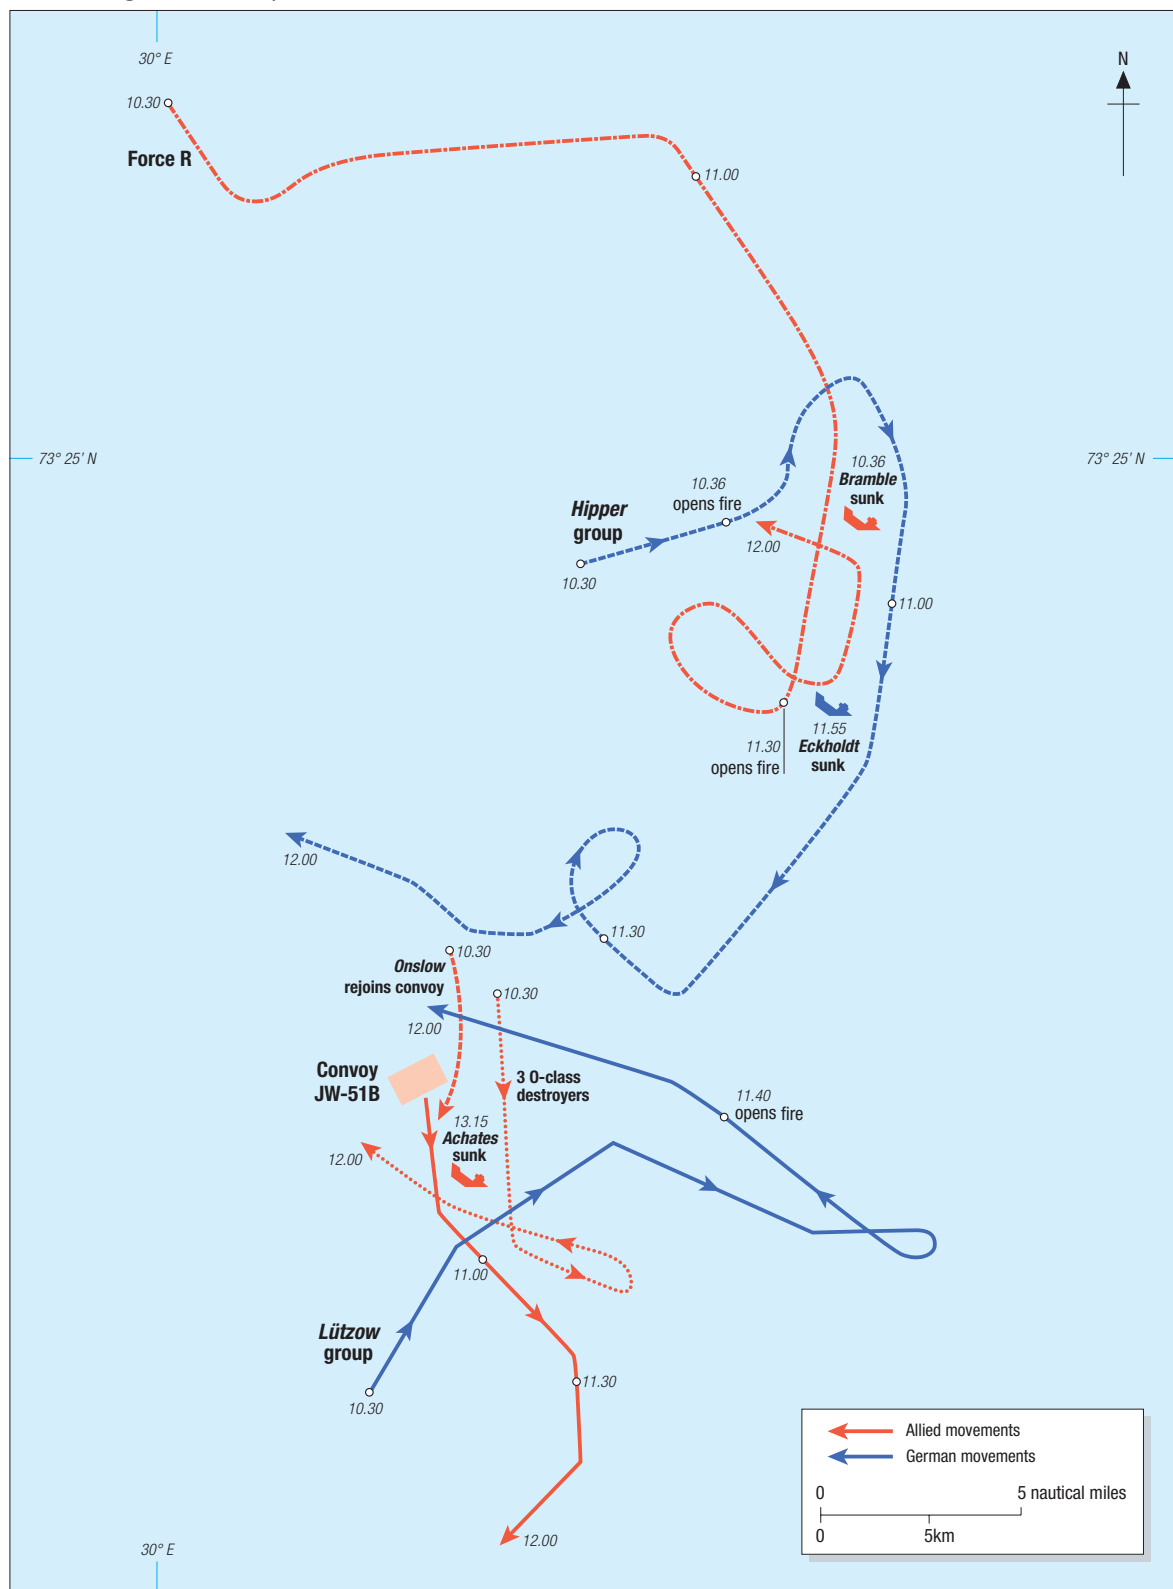 30° E
N
10.30
Force R
11.00
73° 25' N
73° 25' N
10.36
Bramble
sunk
10.36
opens fire
Hipper
group
12.00
10.30
11.00
11.30
opens fire
11.55
Eckholdt
sunk
12.00
11.30
10.30
Onslow
rejoins convoy
10.30
12.00
Convoy
JW-51B
3 O-class
destroyers
11.40
opens fire
13.15
Achates
sunk
12.00
11.00
Lützow
group
11.30
10.30
Allied movements
German movements
0 5 nautical miles
0 5km
12.00
30° E